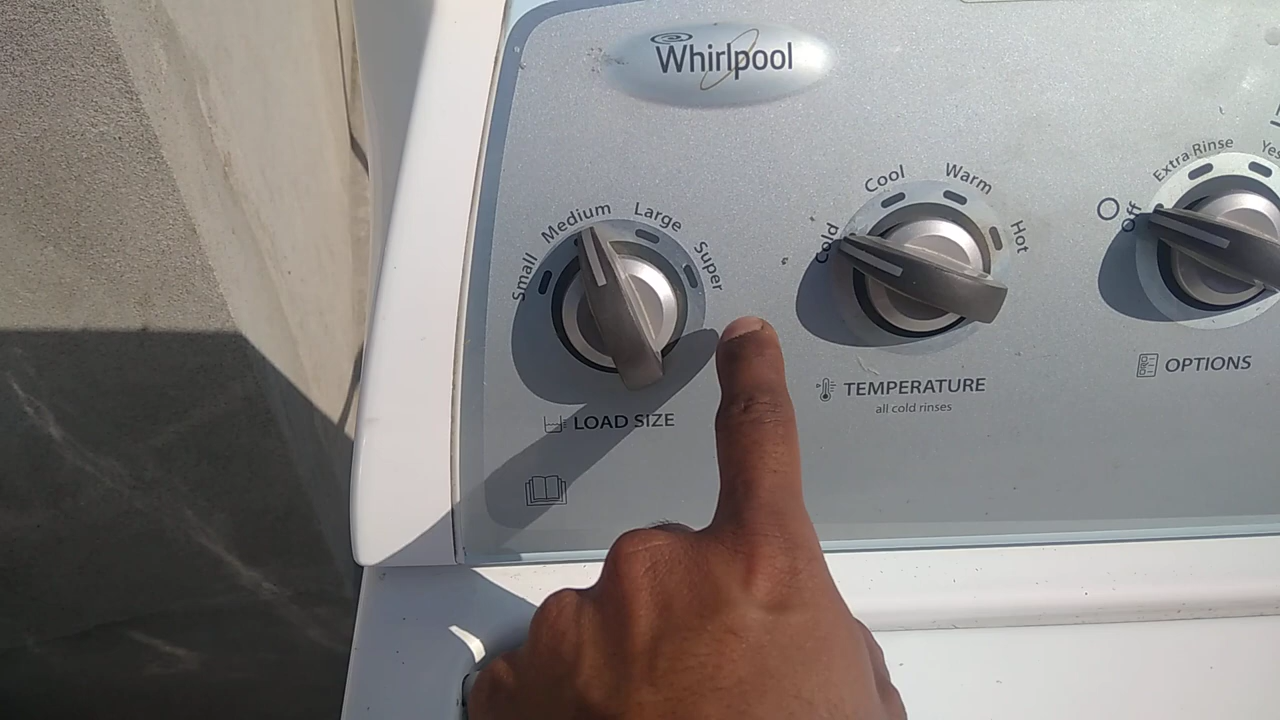 Whirlpool
Small Medium Large Super
LOAD SIZE
Cold Cool Warm Hot
TEMPERATURE
all cold rinses
Off Extra Rinse
OPTIONS